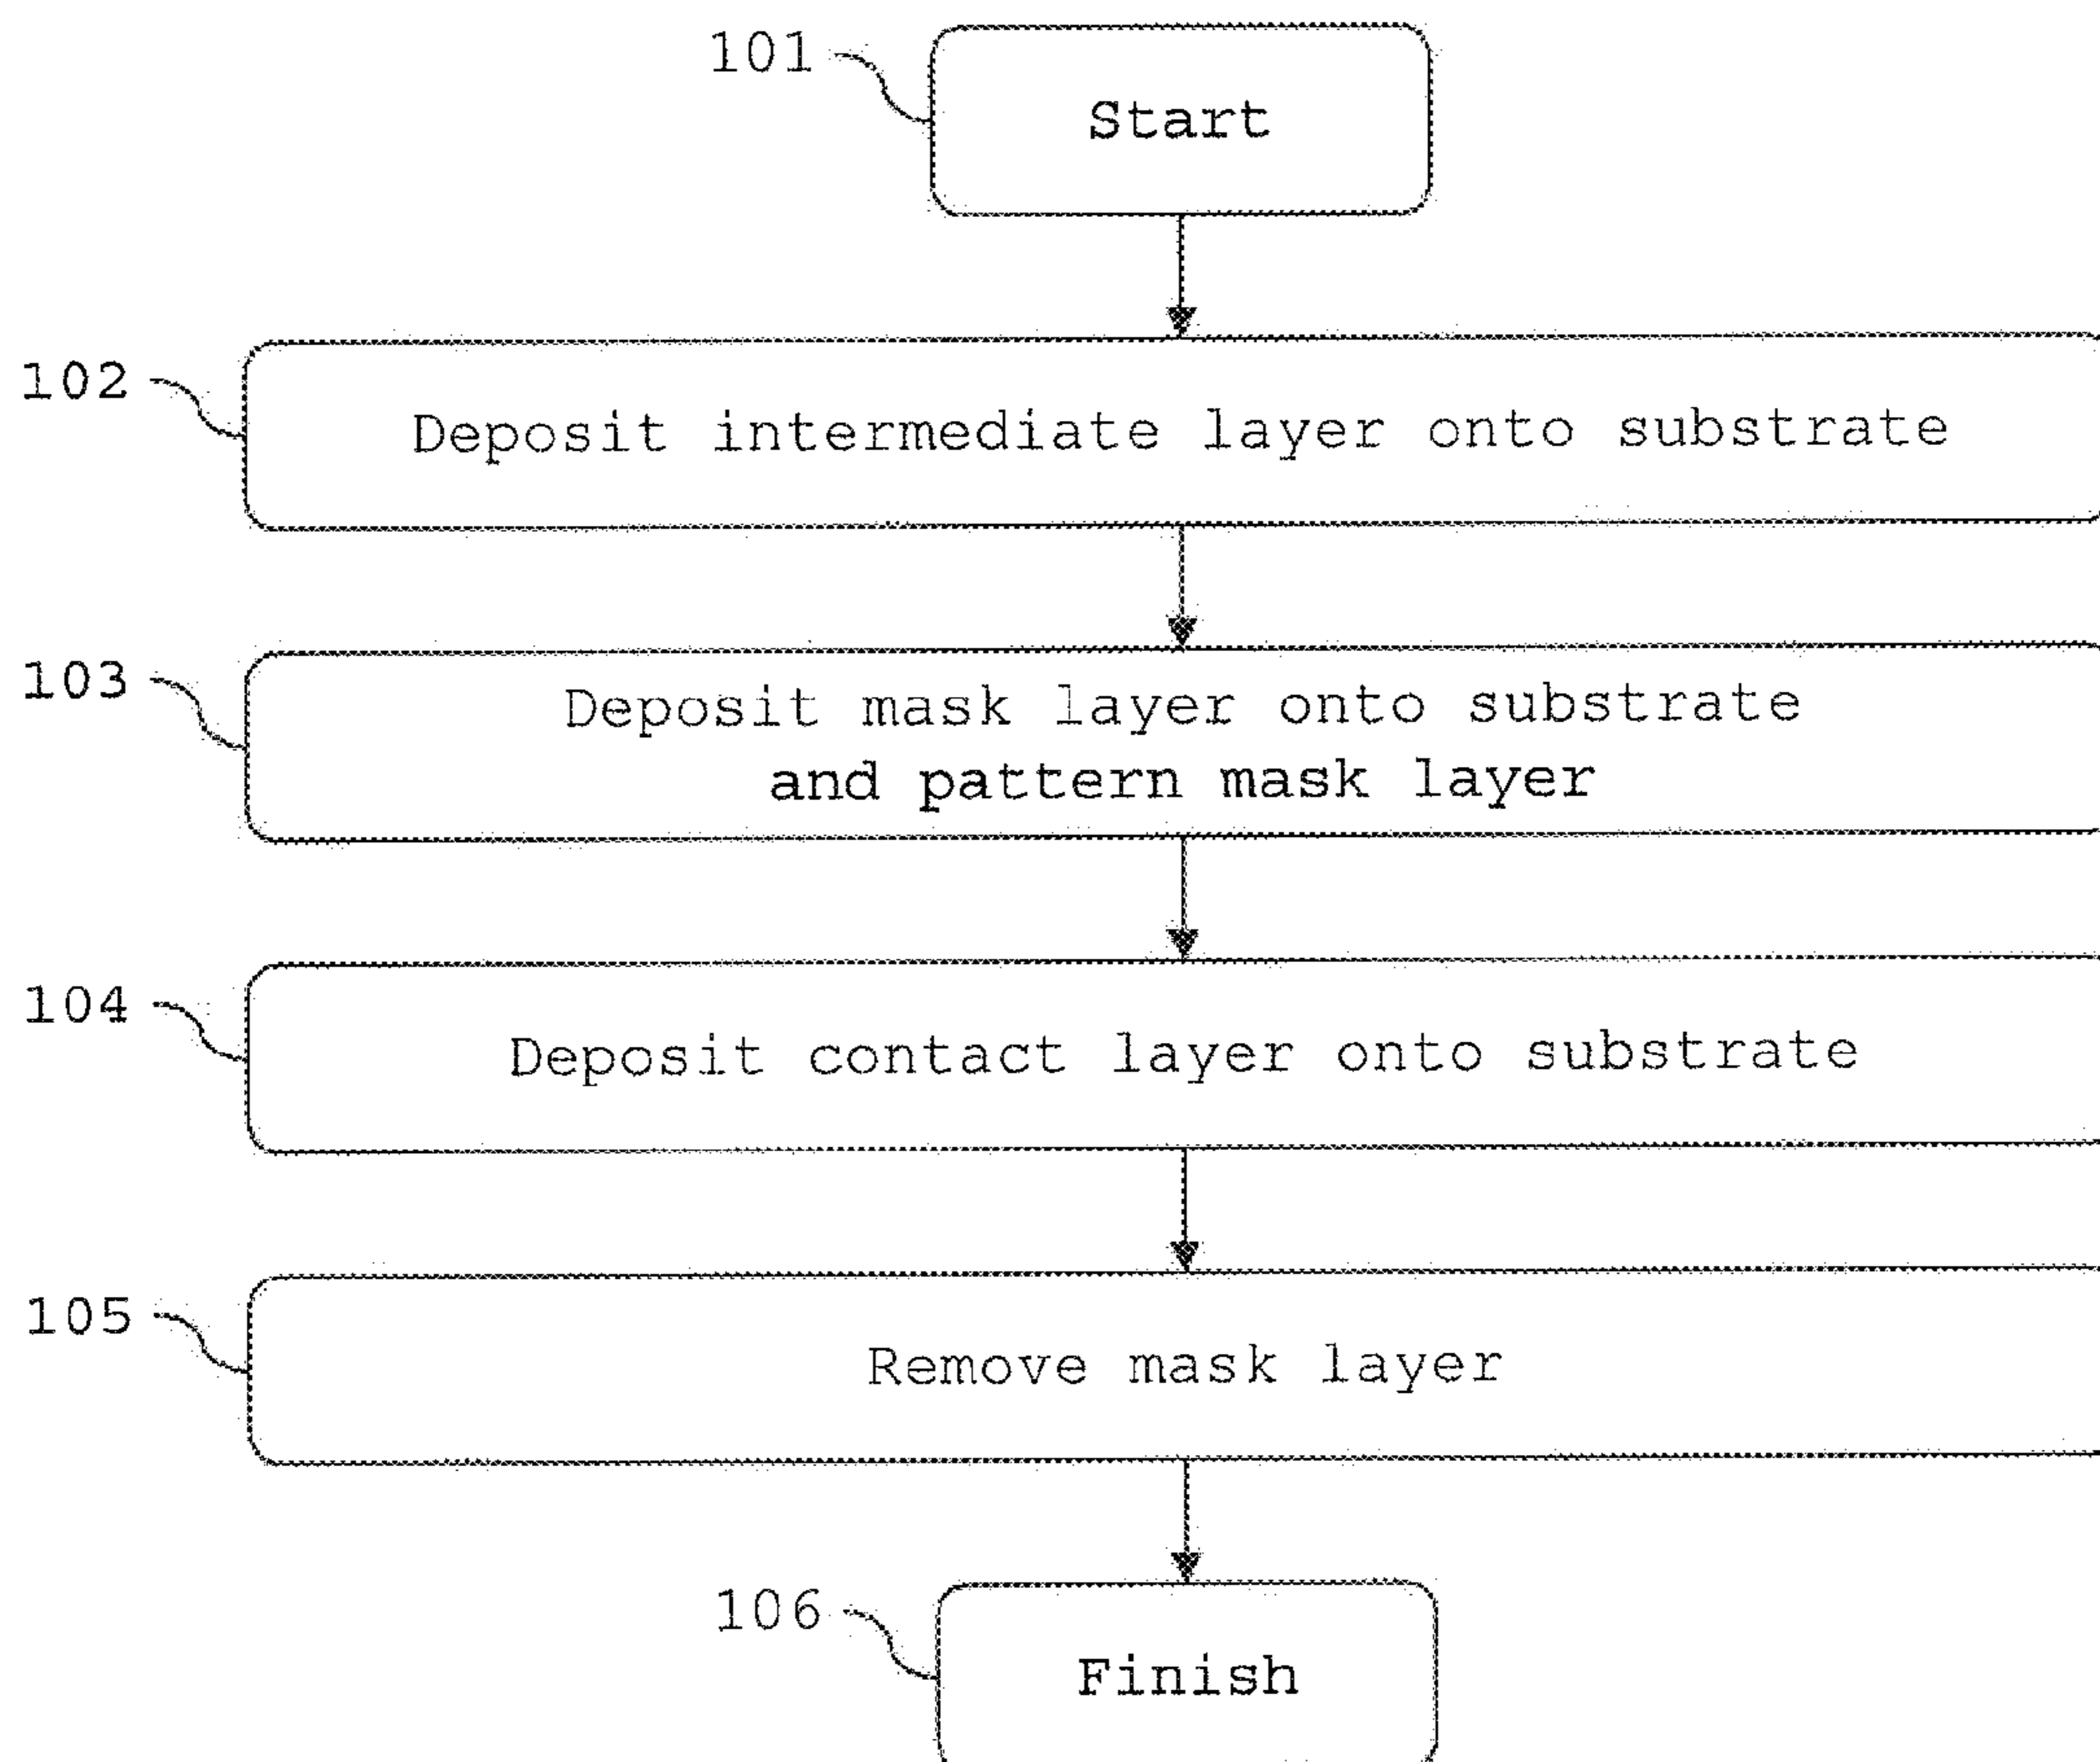 101
Start
102
Deposit intermediate layer onto substrate
103
Deposit mask layer onto substrate
and pattern mask layer
104
Deposit contact layer onto substrate
105
Remove mask layer
106
Finish